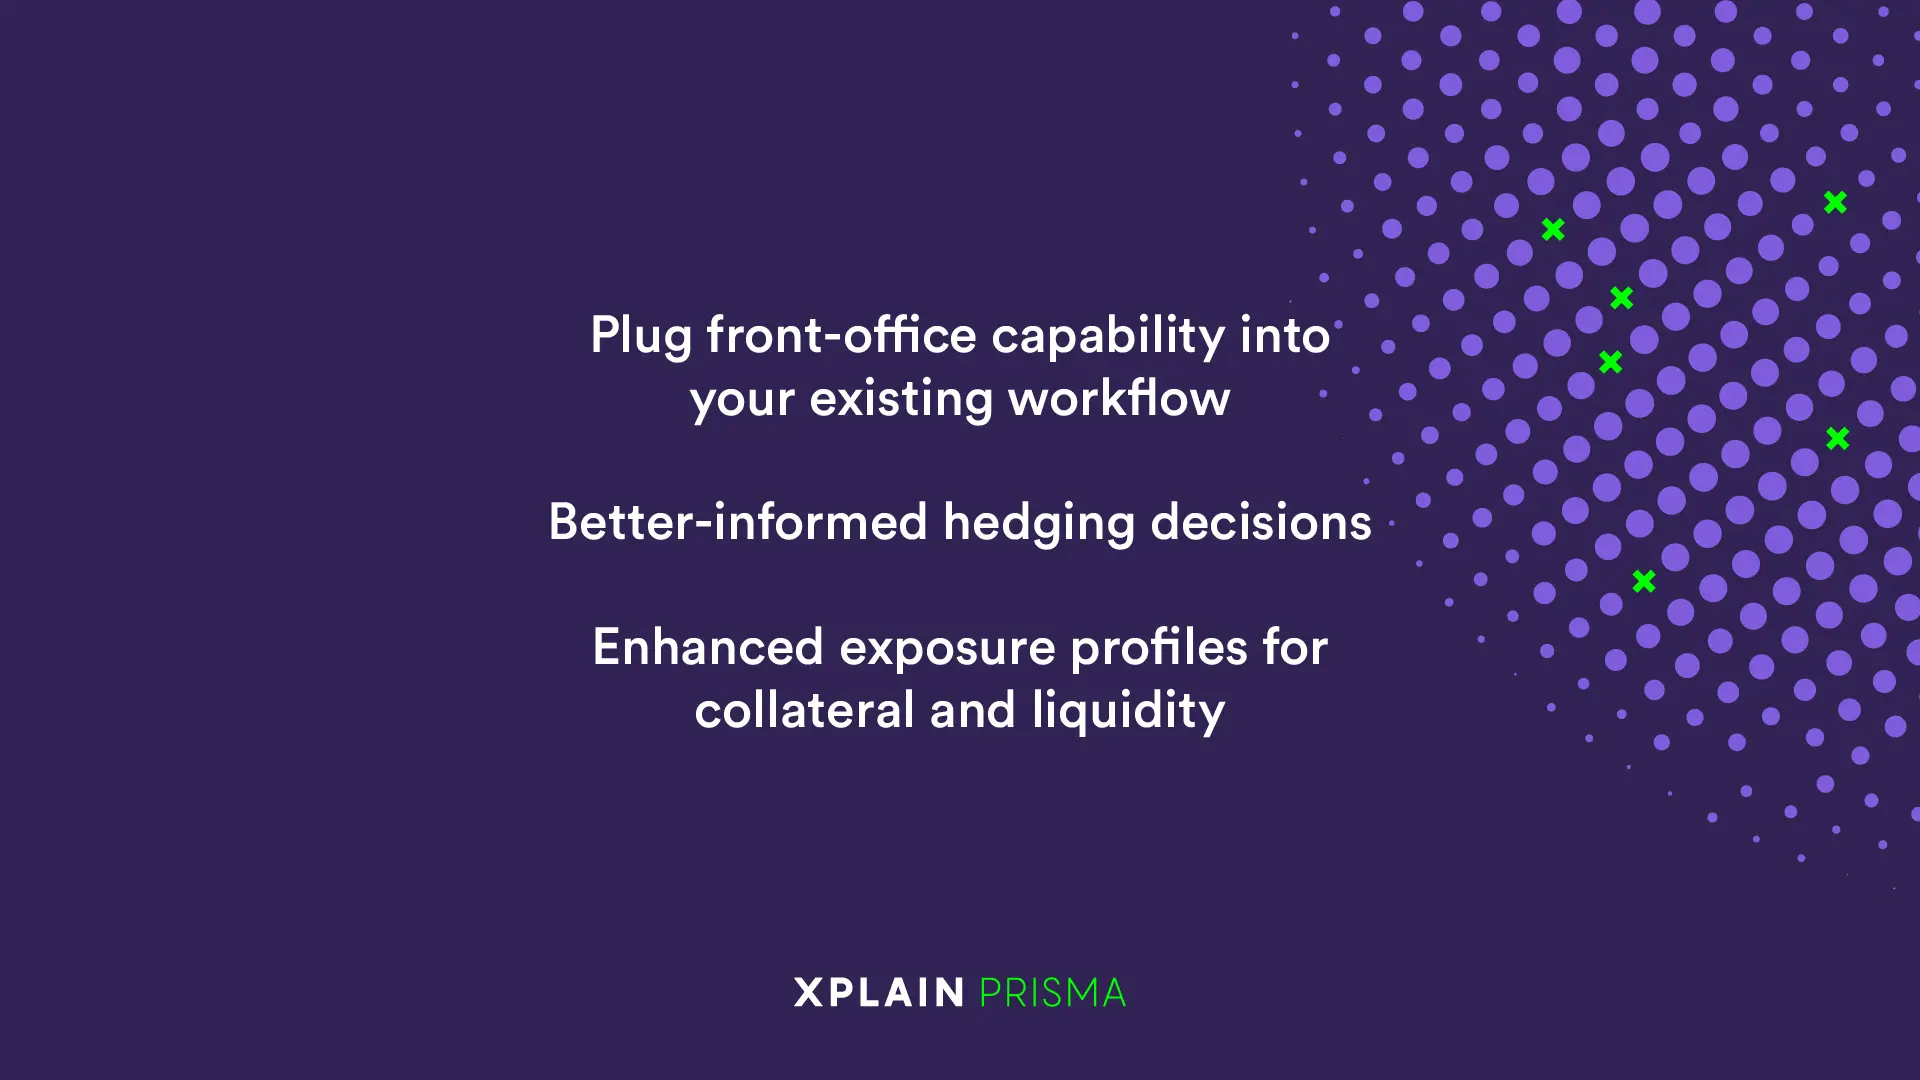 Plug front-office capability into
your existing workflow
Better-informed hedging decisions
Enhanced exposure profiles for
collateral and liquidity
XPLAIN PRISMA